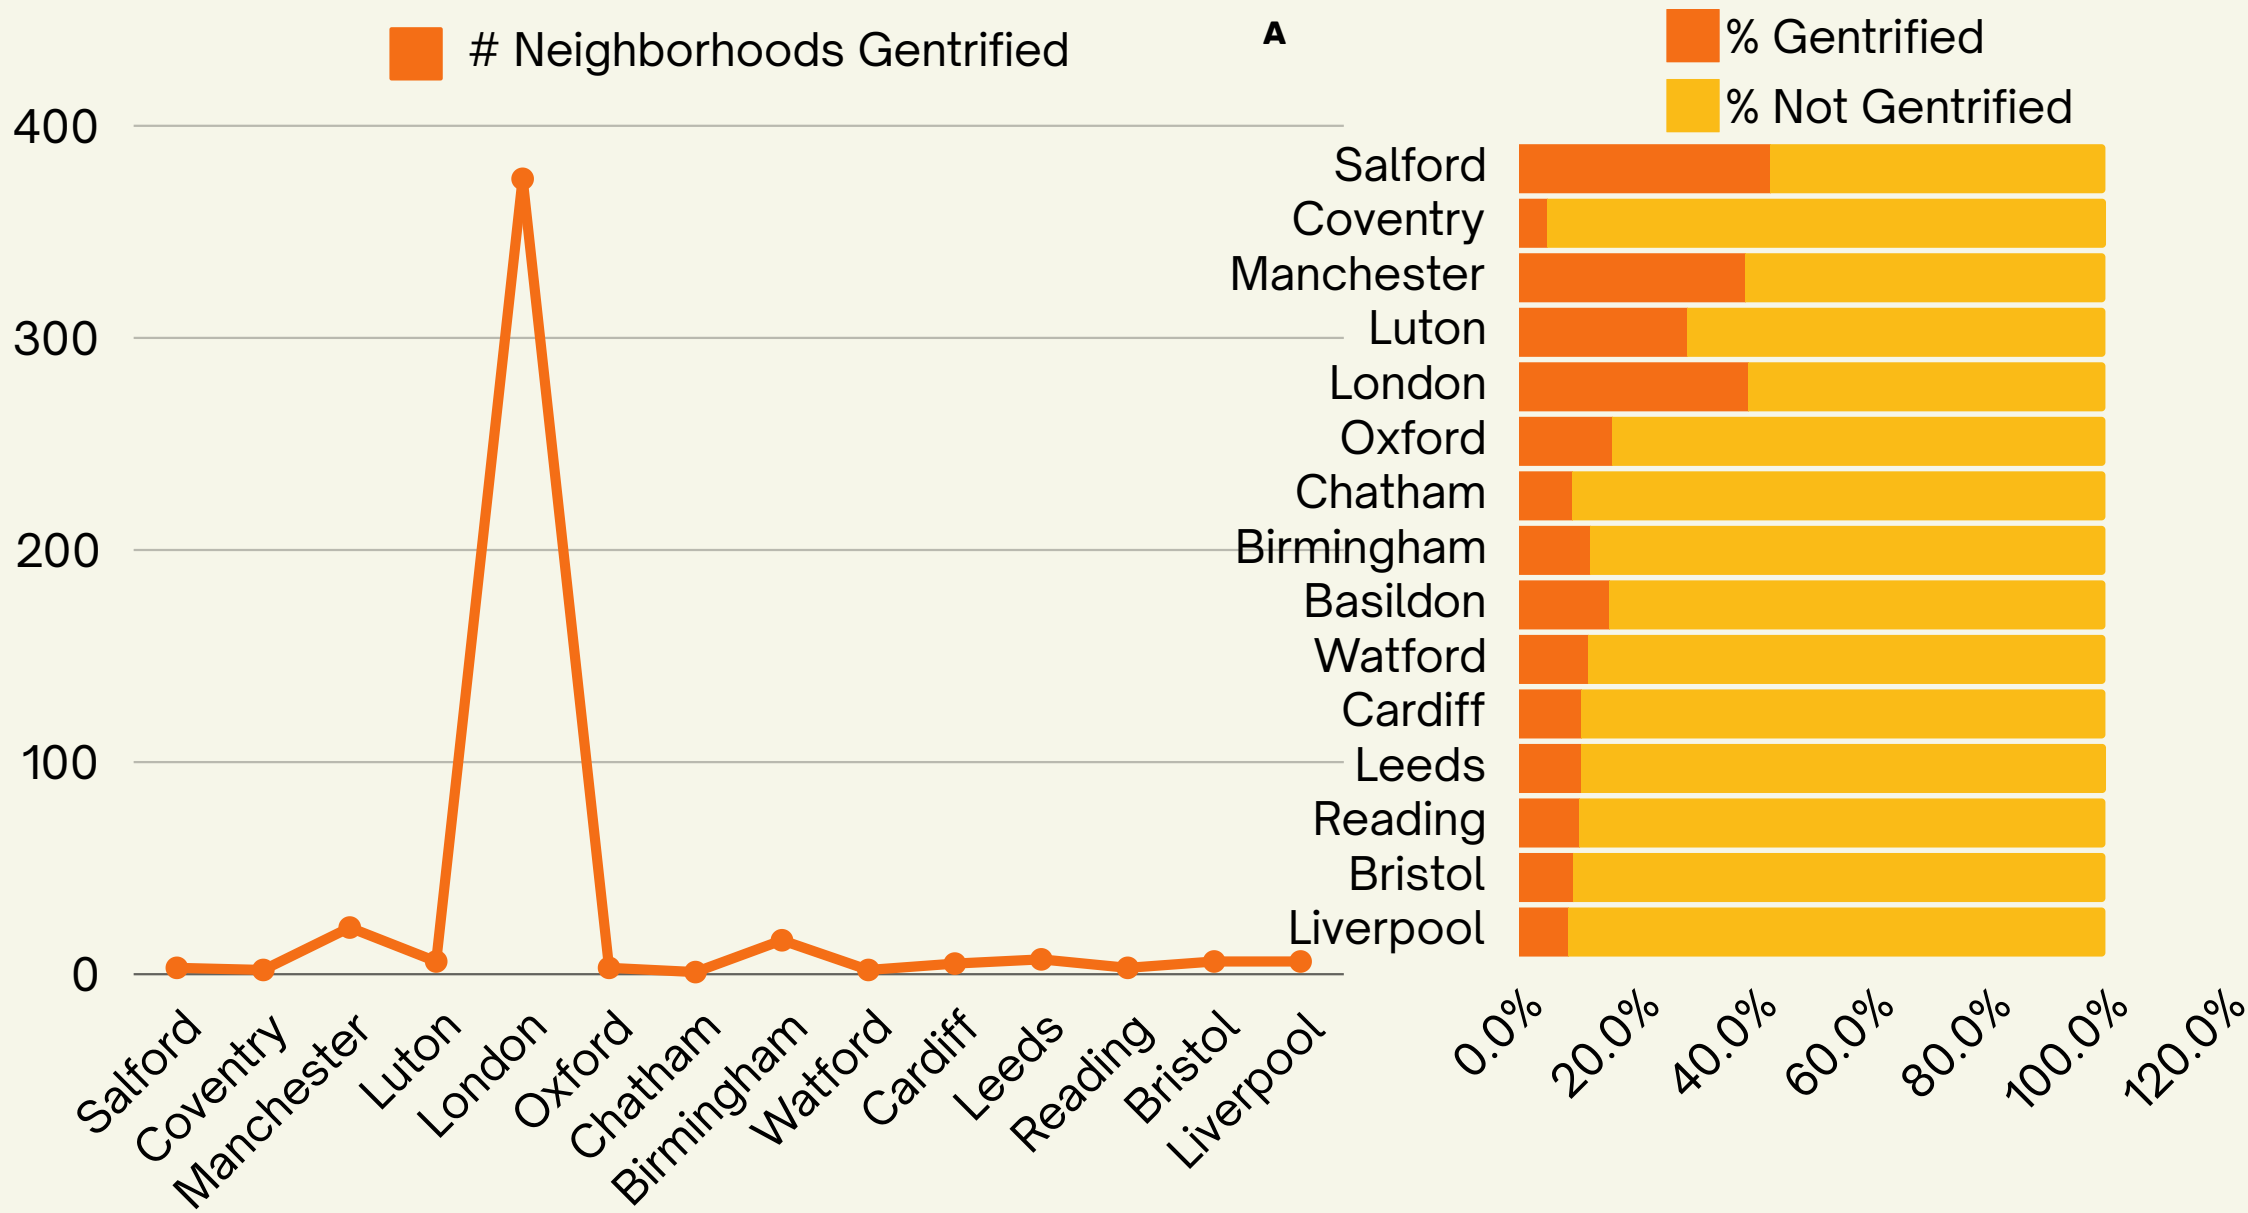 # Neighborhoods Gentrified
400
300
200
100
0
Salford
Coventry
Manchester
Luton
London
Oxford
Chatham
Birmingham
Watford
Cardiff
Leeds
Reading
Bristol
Liverpool
A
% Gentrified
% Not Gentrified
Salford
Coventry
Manchester
Luton
London
Oxford
Chatham
Birmingham
Basildon
Watford
Cardiff
Leeds
Reading
Bristol
Liverpool
0.0%
20.0%
40.0%
60.0%
80.0%
100.0%
120.0%